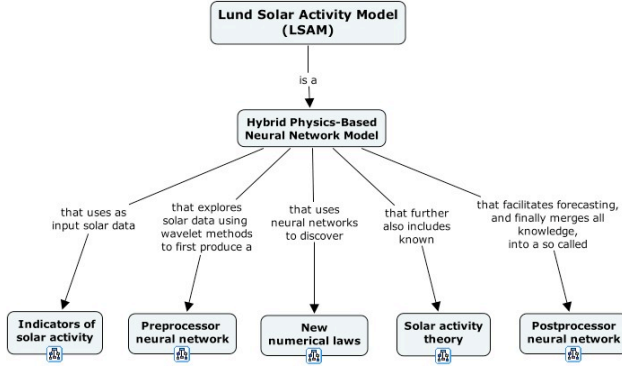 Lund Solar Activity Model
(LSAM)
is a
Hybrid Physics-Based
Neural Network Model
that uses as
input solar data
that explores
solar data using
wavelet methods
to first produce a
that uses
neural networks
to discover
that further
also includes
known
that facilitates forecasting,
and finally merges all
knowledge,
into a so called
Indicators of
solar activity
Preprocessor
neural network
New
numerical laws
Solar activity
theory
Postprocessor
neural network